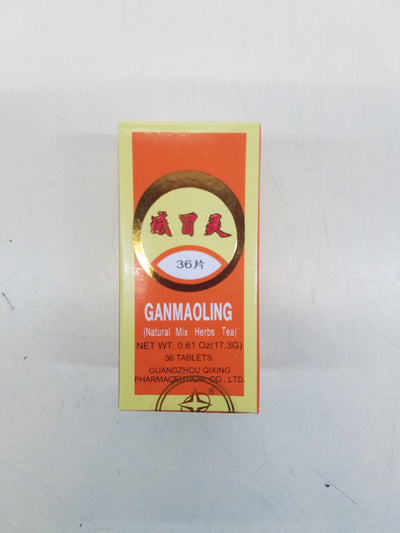 感冒灵
36片
GANMAOLING
(Natural Mix Herbs Tea)
NET WT. 0.61 Oz(17.3G)
36 TABLETS
GUANGZHOU QIXING
PHARMACEUTICAL CO., LTD.
®